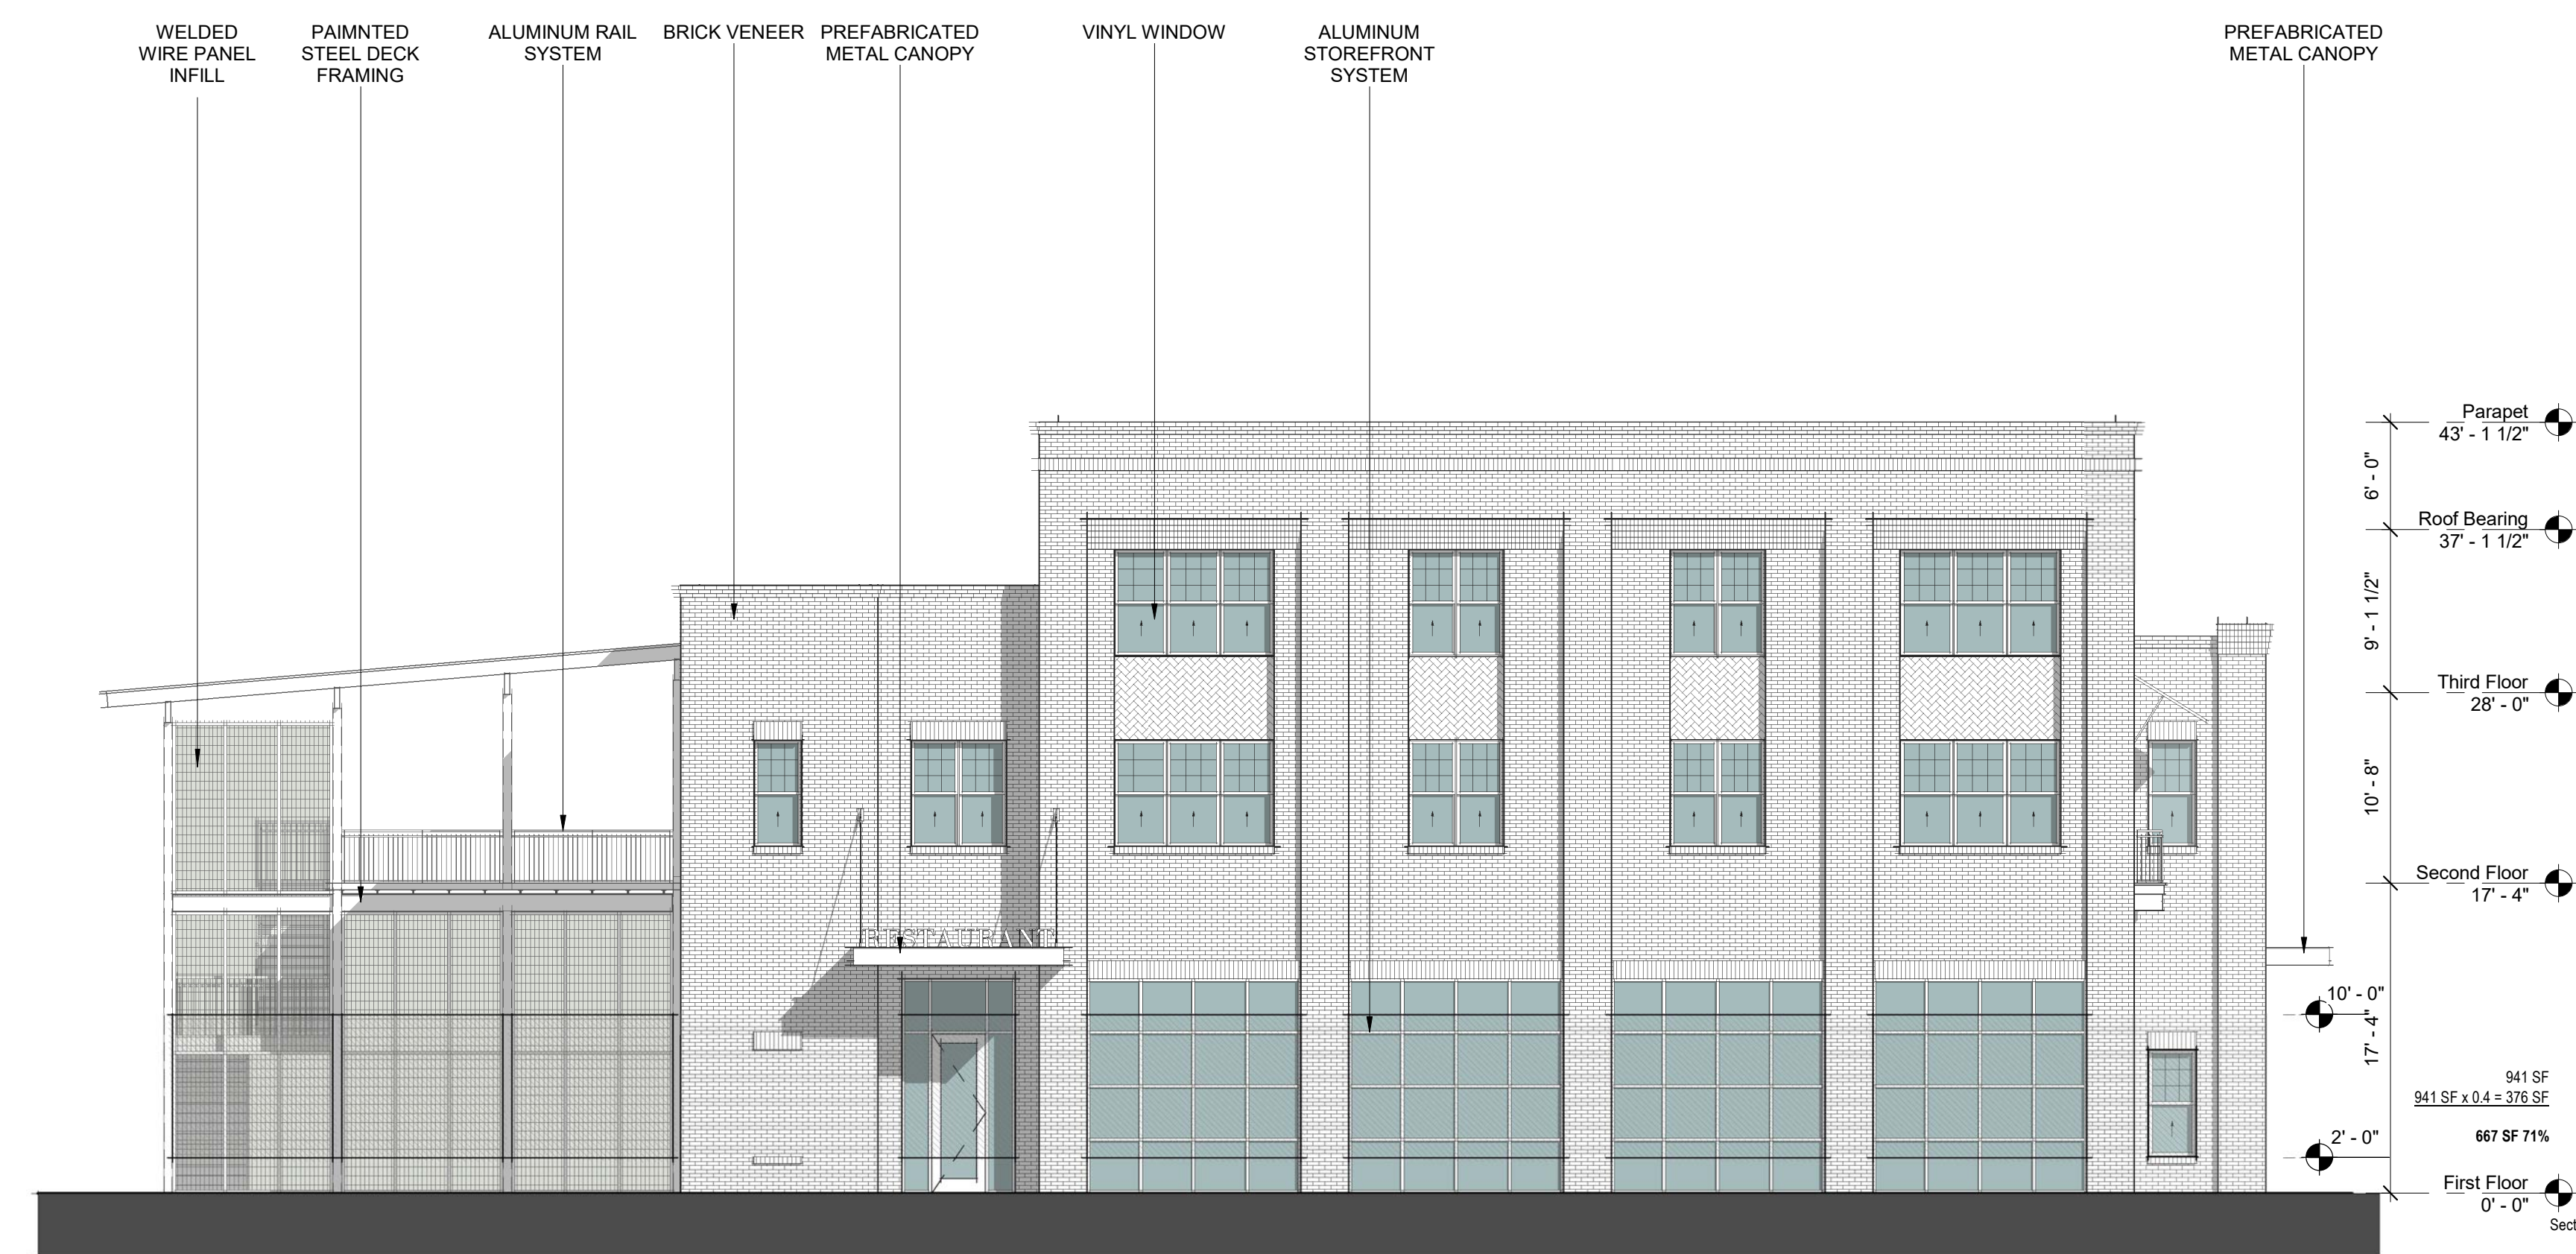 WELDED
WIRE PANEL
INFILL
PAIMNTED
STEEL DECK
FRAMING
ALUMINUM RAIL
SYSTEM
BRICK VENEER
PREFABRICATED
METAL CANOPY
VINYL WINDOW
ALUMINUM
STOREFRONT
SYSTEM
PREFABRICATED
METAL CANOPY
Parapet
43' - 1 1/2"
6' - 0"
Roof Bearing
37' - 1 1/2"
9' - 1 1/2"
Third Floor
28' - 0"
10' - 8"
Second Floor
17' - 4"
RESTAURANT
10' - 0"
17' - 4"
941 SF
941 SF x 0.4 = 376 SF
667 SF 71%
2' - 0"
First Floor
0' - 0"
Sect